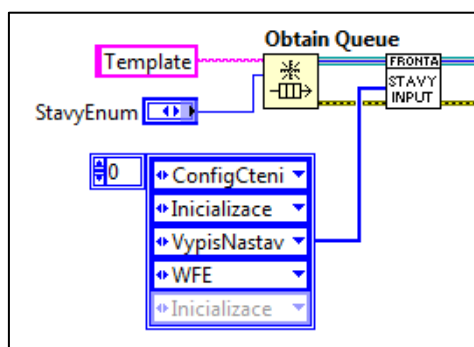 Obtain Queue
Template
FRONTA
STAVY
INPUT
StavyEnum
0
ConfigCteni
Inicializace
VypisNastav
WFE
Inicializace